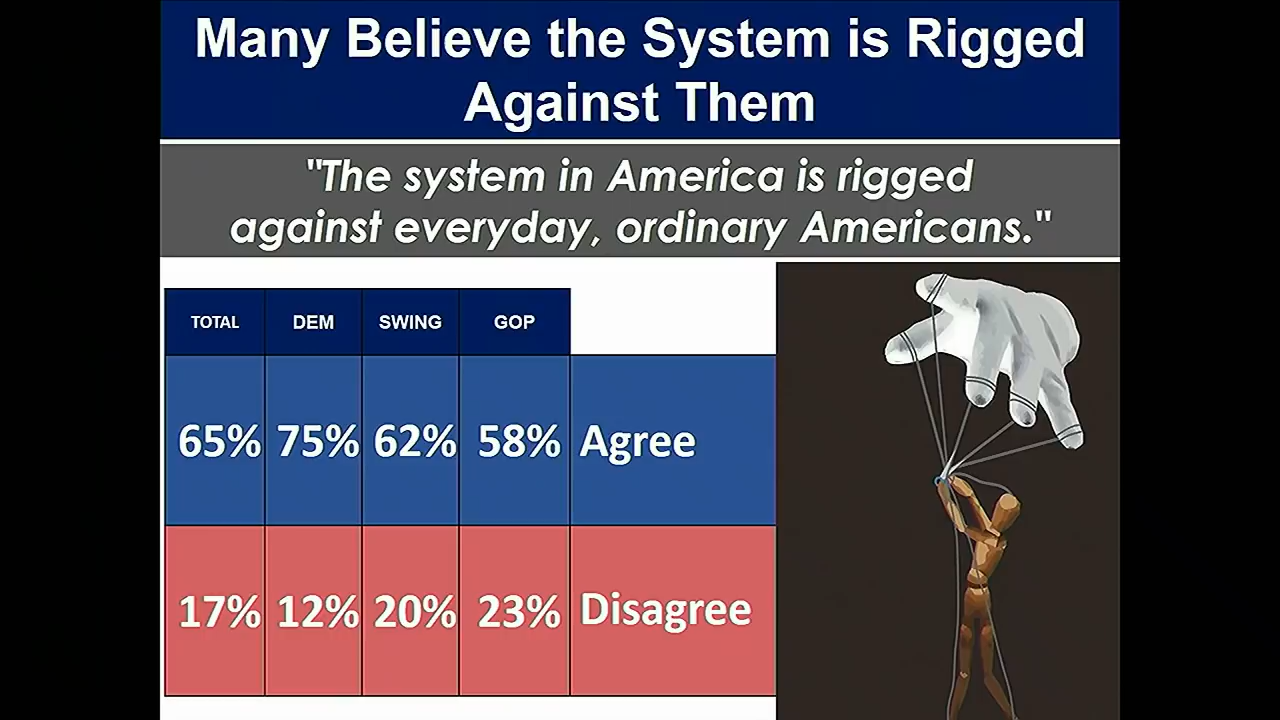 Many Believe the System is Rigged
Against Them
"The system in America is rigged
against everyday, ordinary Americans."
TOTAL DEM SWING GOP
65% 75% 62% 58% Agree
17% 12% 20% 23% Disagree